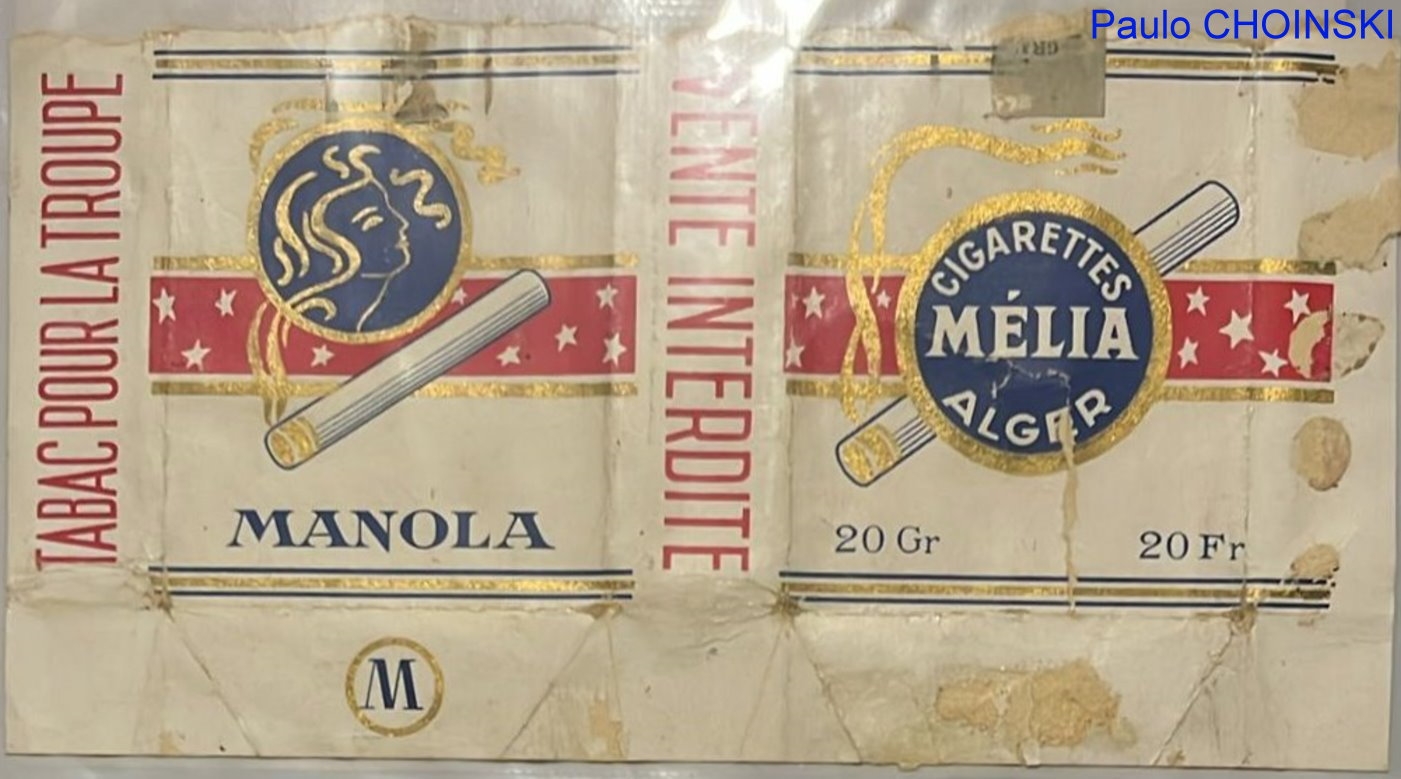 Paulo CHOINSKI
TABAC POUR LA TROUPE
MANOLA
M
VENTE INTERDITE
CIGARETTES
MÉLIA
ALGER
20 Gr
20 Fr